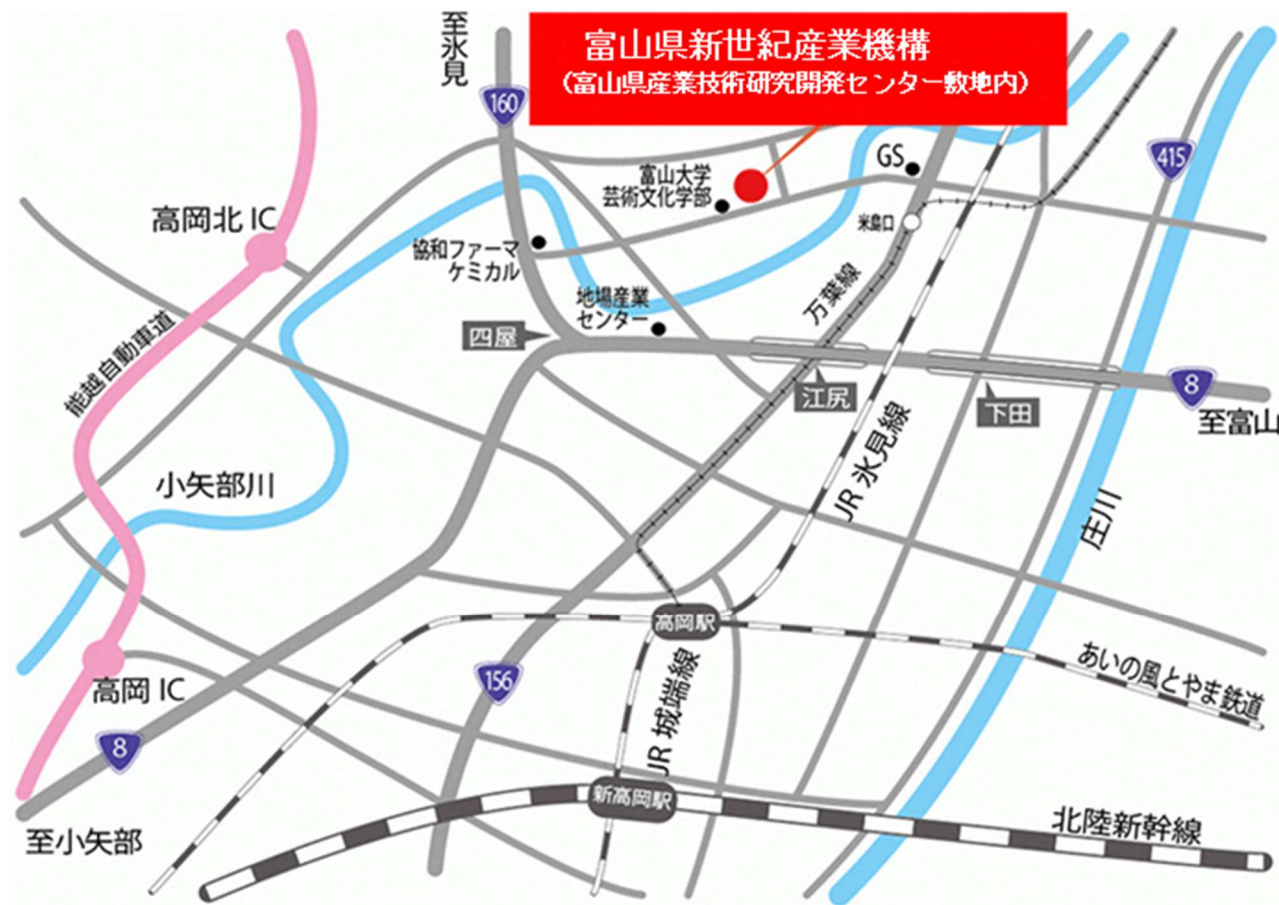 至氷見
160
富山県新世紀産業機構
（富山県産業技術研究開発センター敷地内）
415
GS
富山大学
芸術文化学部
高岡北 IC
米島口
協和ファーマ
ケミカル
地場産業
センター
万葉線
四屋
能越自動車道
江尻
下田
8
至富山
JR 氷見線
小矢部川
庄川
高岡駅
あいの風とやま鉄道
高岡 IC
156
JR 城端線
8
新高岡駅
北陸新幹線
至小矢部